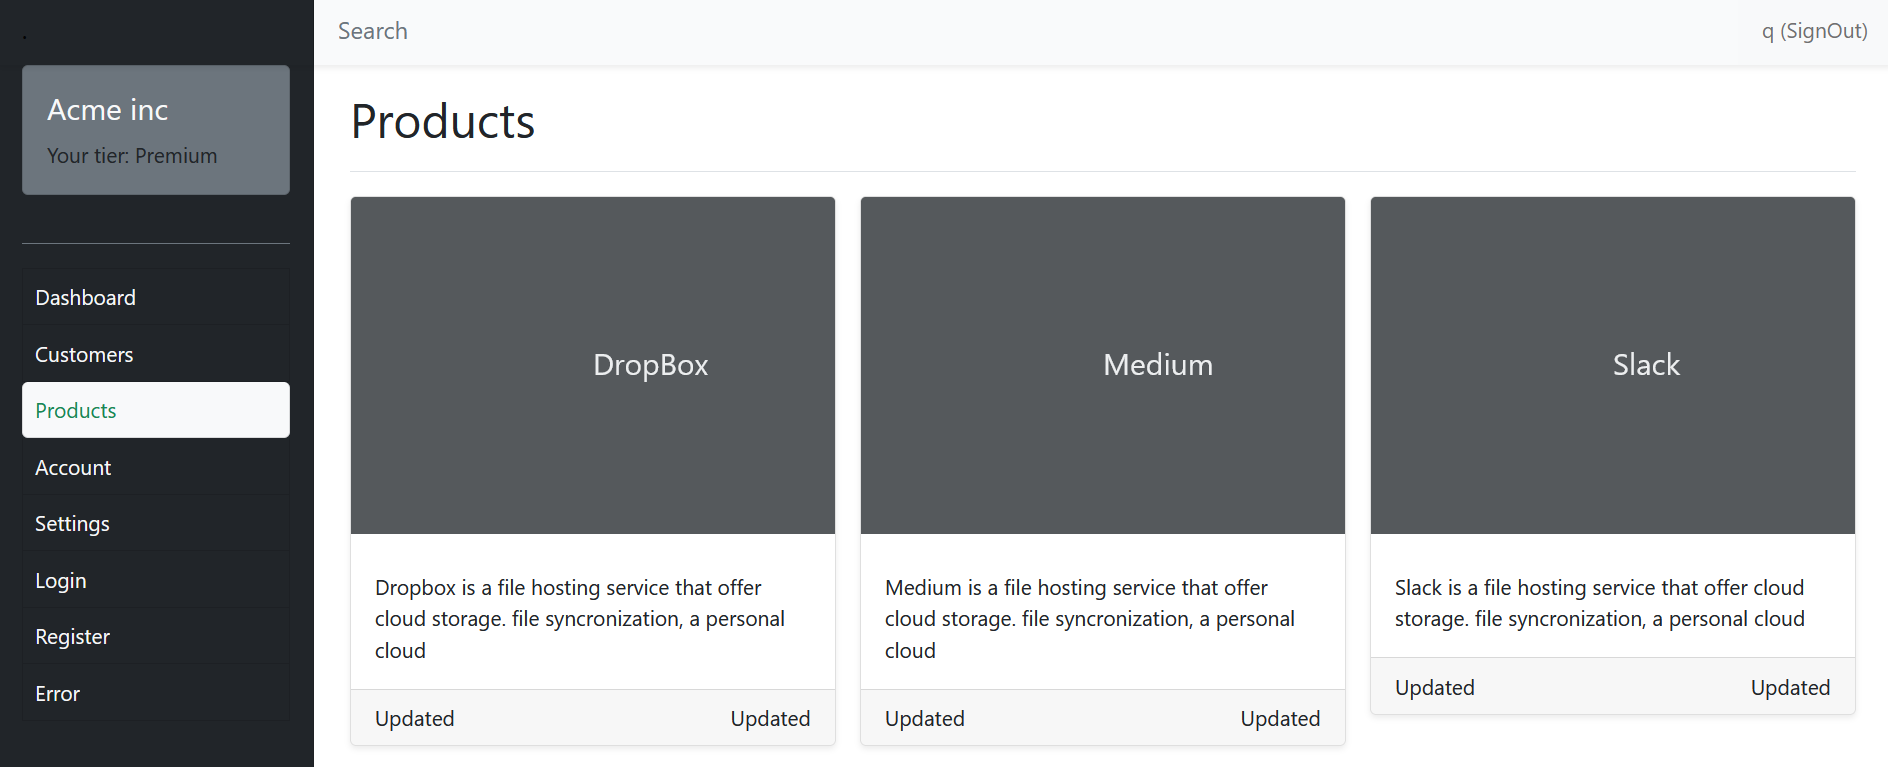 .
Acme inc
Your tier: Premium
Dashboard
Customers
Products
Account
Settings
Login
Register
Error
Search
q (SignOut)
Products
DropBox
Dropbox is a file hosting service that offer
cloud storage. file syncronization, a personal
cloud
Updated Updated
Medium
Medium is a file hosting service that offer
cloud storage. file syncronization, a personal
cloud
Updated Updated
Slack
Slack is a file hosting service that offer cloud
storage. file syncronization, a personal cloud
Updated Updated